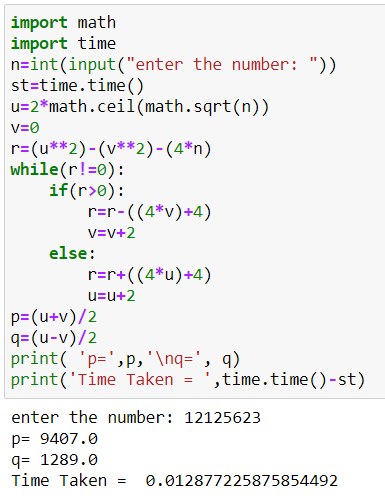 import math
import time
n=int(input("enter the number: "))
st=time.time()
u=2*math.ceil(math.sqrt(n))
v=0
r=(u**2)-(v**2)-(4*n)
while(r!=0):
    if(r>0):
        r=r-((4*v)+4)
        v=v+2
    else:
        r=r+((4*u)+4)
        u=u+2
p=(u+v)/2
q=(u-v)/2
print( 'p=',p,'\nq=', q)
print('Time Taken = ',time.time()-st)
enter the number: 12125623
p= 9407.0
q= 1289.0
Time Taken =  0.012877225875854492